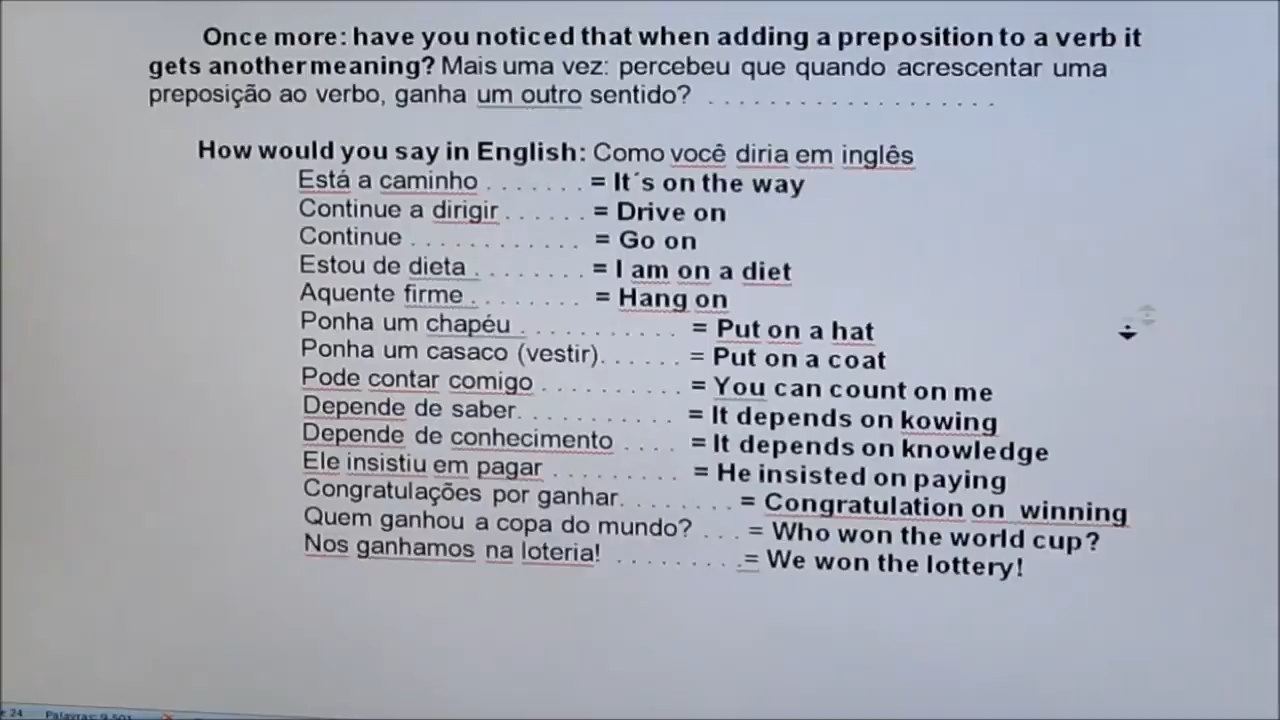 Once more: have you noticed that when adding a preposition to a verb it
gets another meaning? Mais uma vez: percebeu que quando acrescentar uma
preposição ao verbo, ganha um outro sentido? . . . . . . . . . . . . . . . . . . .
How would you say in English: Como você diria em inglês
Está a caminho . . . . . . . = It´s on the way
Continue a dirigir . . . . . . = Drive on
Continue . . . . . . . . . . . . = Go on
Estou de dieta . . . . . . . . = I am on a diet
Aquente firme . . . . . . . . = Hang on
Ponha um chapéu . . . . . . . . . . . . = Put on a hat
Ponha um casaco (vestir). . . . . . = Put on a coat
Pode contar comigo . . . . . . . . . . . = You can count on me
Depende de saber. . . . . . . . . . . . = It depends on kowing
Depende de conhecimento . . . . = It depends on knowledge
Ele insistiu em pagar . . . . . . . . . . = He insisted on paying
Congratulações por ganhar. . . . . . . . = Congratulation on winning
Quem ganhou a copa do mundo? . . . = Who won the world cup?
Nos ganhamos na loteria! . . . . . . . . .= We won the lottery!
24 Palavras: 9.501